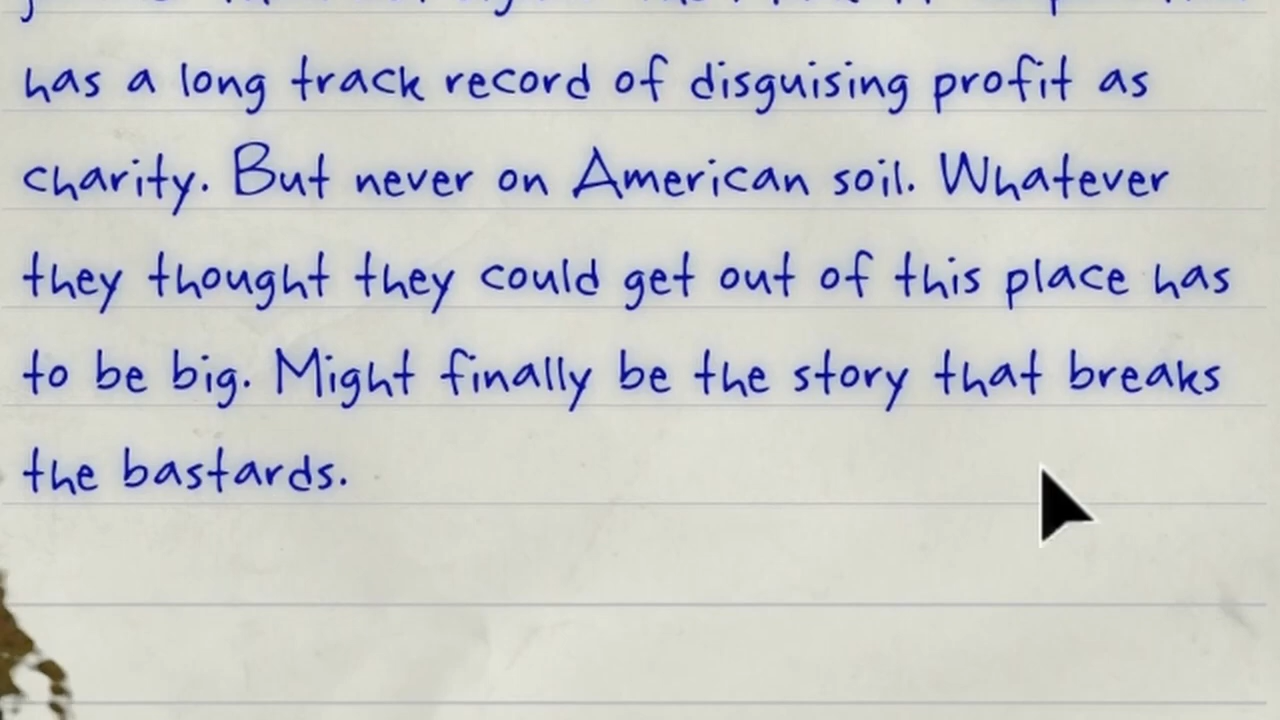 has a long track record of disguising profit as
charity. But never on American soil. Whatever
they thought they could get out of this place has
to be big. Might finally be the story that breaks
the bastards.